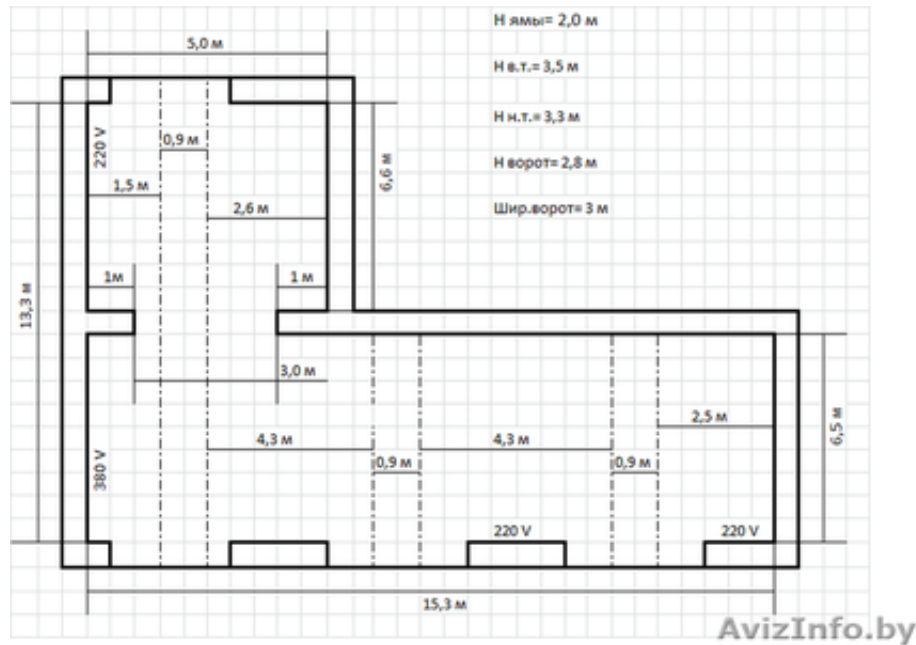 5,0 м
Н ямы= 2,0 м
Н в.т.= 3,5 м
Н н.т.= 3,3 м
Н ворот= 2,8 м
Шир.ворот= 3 м
220 V
0,9 м
6,6 м
1,5 м
2,6 м
1м
1 м
13,3 м
3,0 м
2,5 м
4,3 м
4,3 м
6,5 м
380 V
0,9 м
0,9 м
220 V
220 V
15,3 м
AvizInfo.by